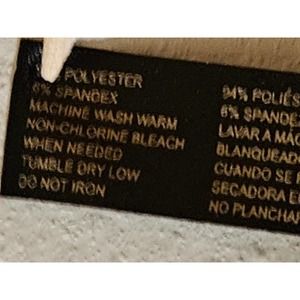 POLYESTER
6% SPANDEX
MACHINE WASH WARM
NON-CHLORINE BLEACH
WHEN NEEDED
TUMBLE DRY LOW
DO NOT IRON
94% POLIÉS
6% SPANDE
LAVAR A MÁC
BLANQUEAD
CUANDO SE
SECADORA E
NO PLANCHA